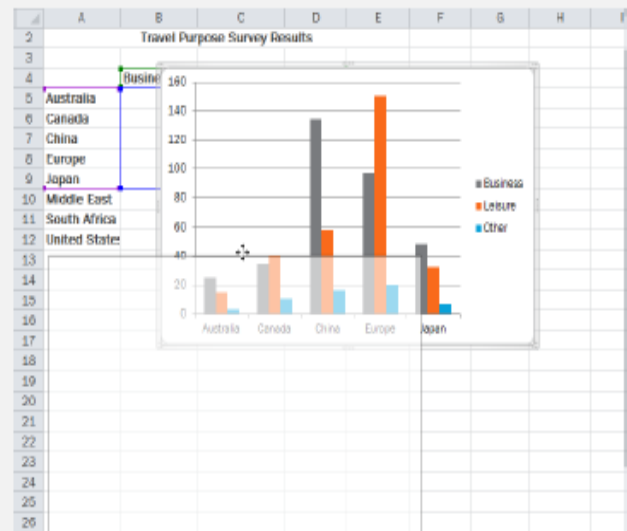 A B C D E F G H
2 Travel Purpose Survey Results
3
4 Busine
5 Australia
6 Canada
7 China
8 Europe
9 Japan
10 Middle East
11 South Africa
12 United State
13
14
15
16
17
18
19
20
21
22
23
24
25
26
160
140
120
100
80
60
40
20
0
Australia Canada China Europe Japan
Business
Leisure
Other